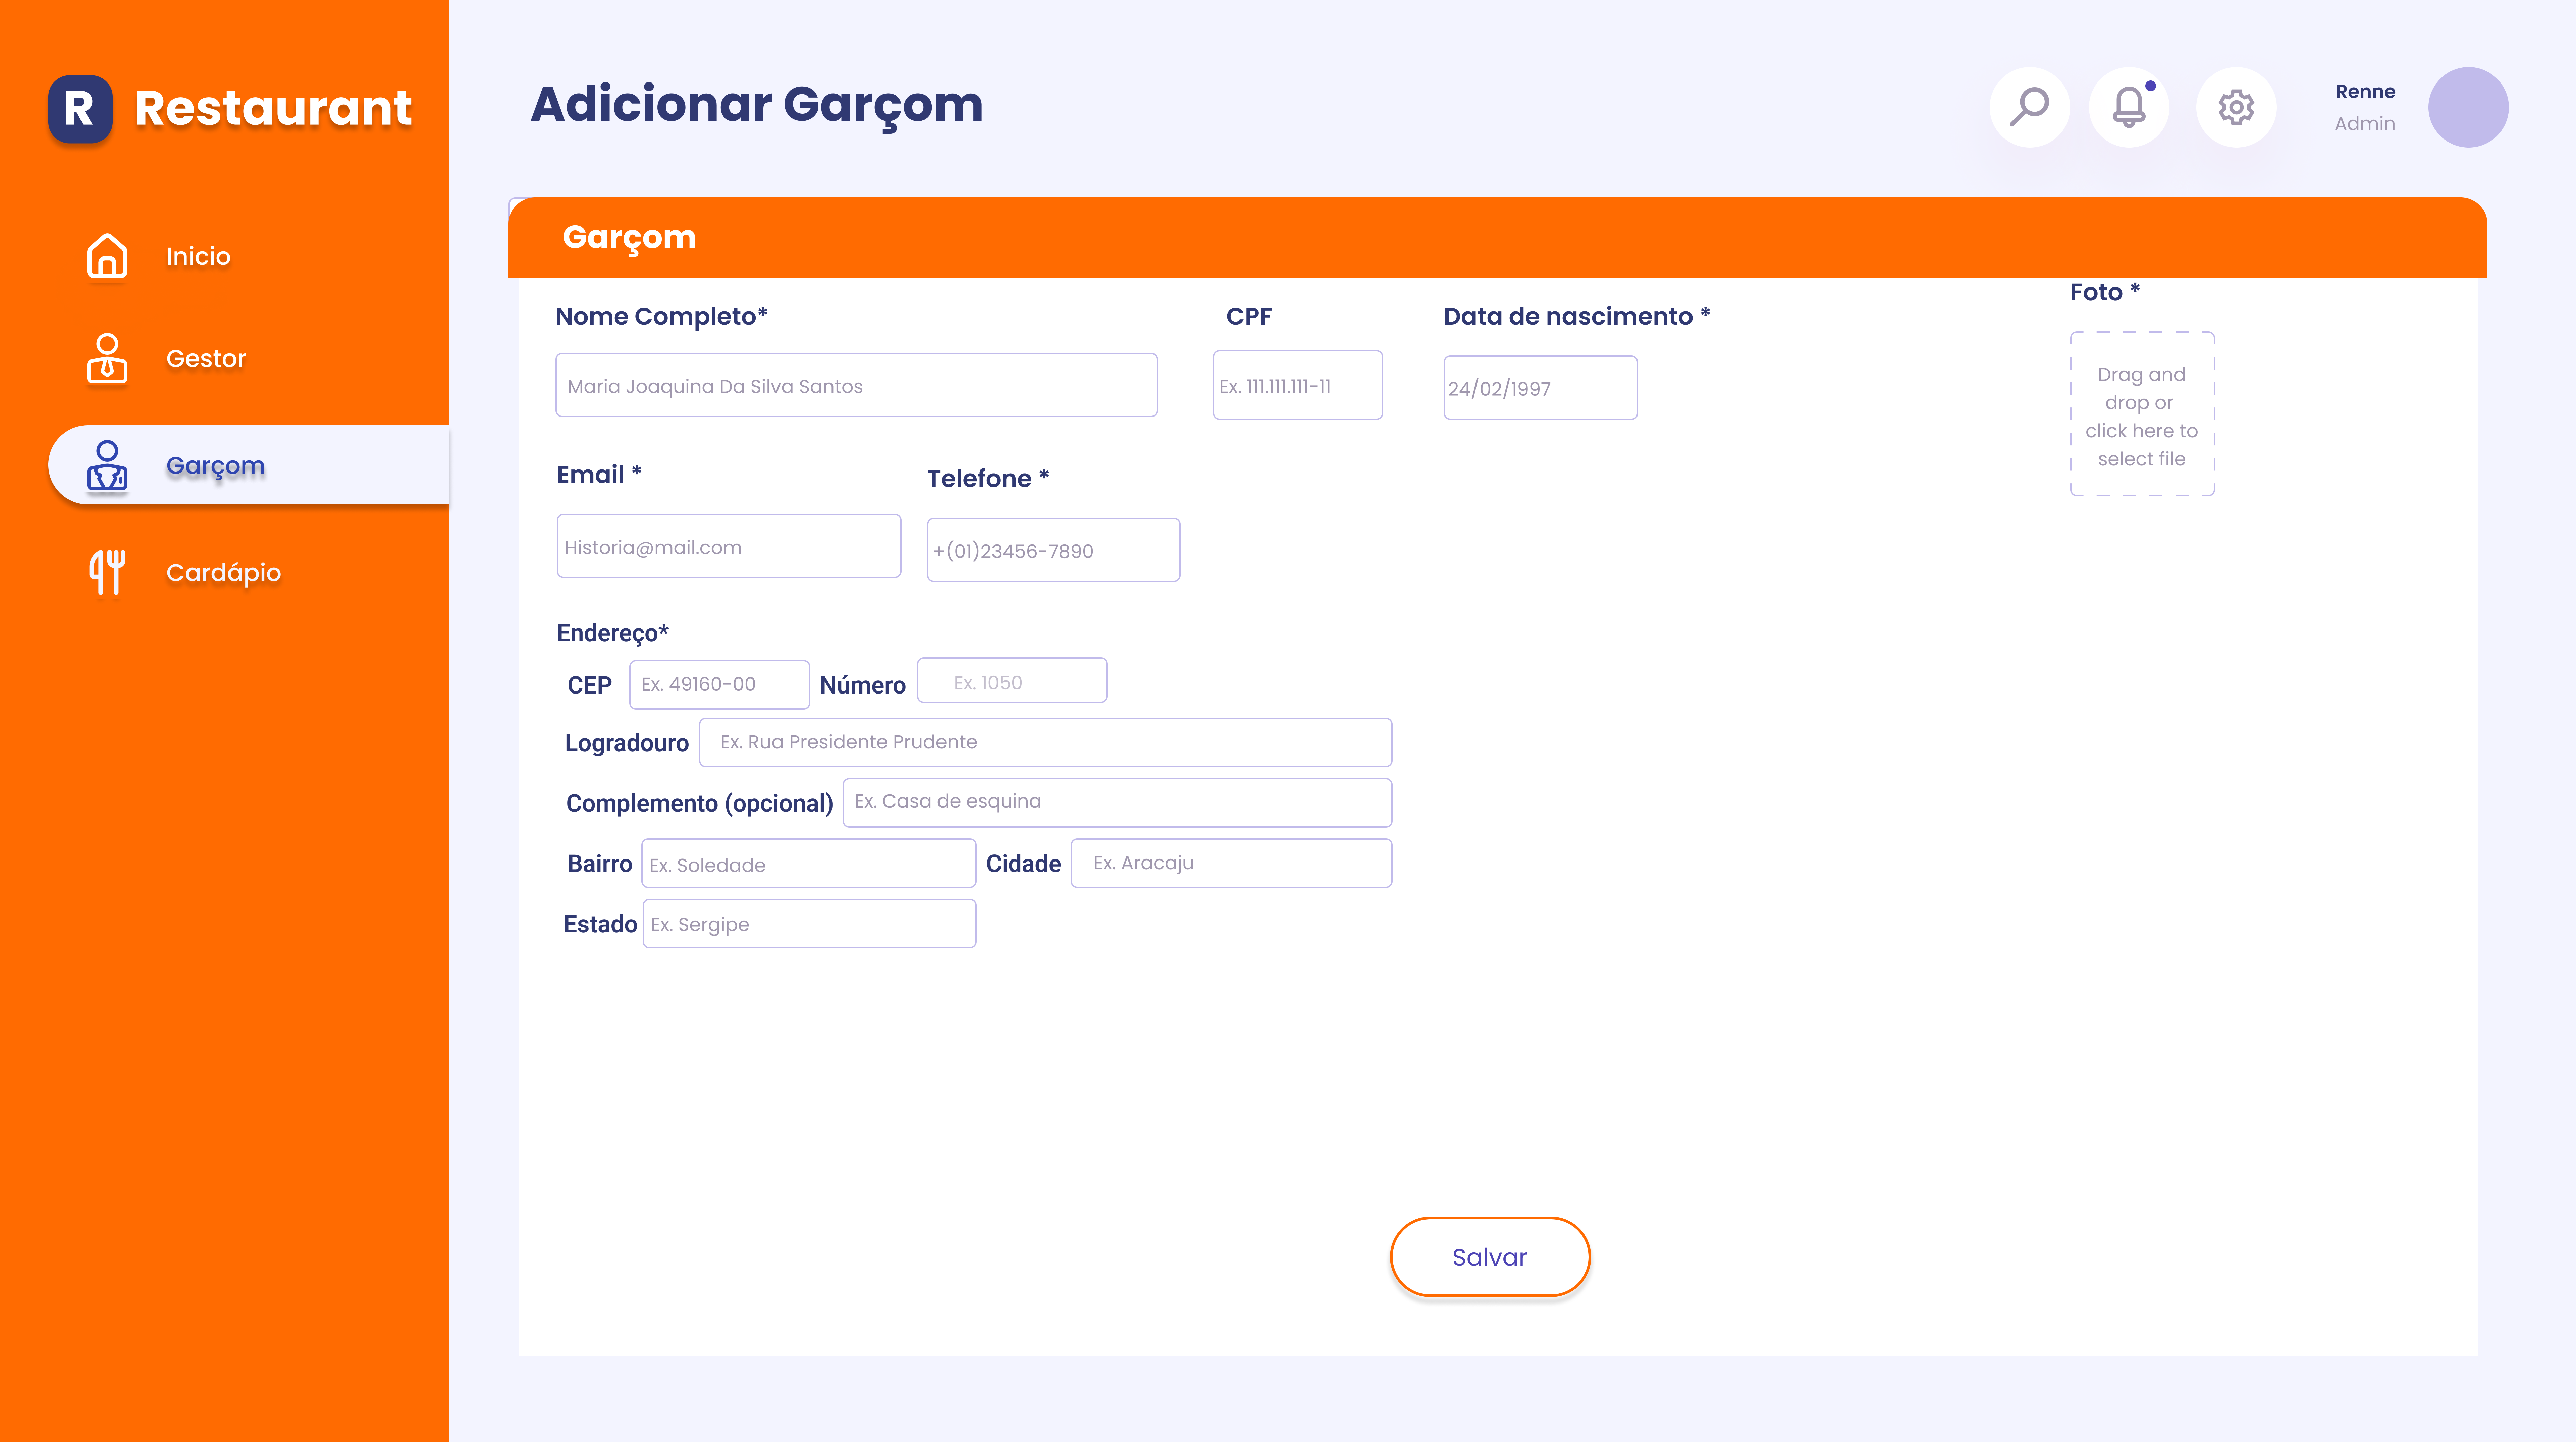 R Restaurant
Inicio
Gestor
Garçom
Cardápio
Adicionar Garçom
Renne
Admin
Garçom
Nome Completo*
CPF
Data de nascimento *
Foto *
Maria Joaquina Da Silva Santos
Ex. 111.111.111-11
24/02/1997
Drag and
drop or
click here to
select file
Email *
Telefone *
Historia@mail.com
+(01)23456-7890
Endereço*
CEP Ex. 49160-00 Número Ex. 1050
Logradouro Ex. Rua Presidente Prudente
Complemento (opcional) Ex. Casa de esquina
Bairro Ex. Soledade Cidade Ex. Aracaju
Estado Ex. Sergipe
Salvar